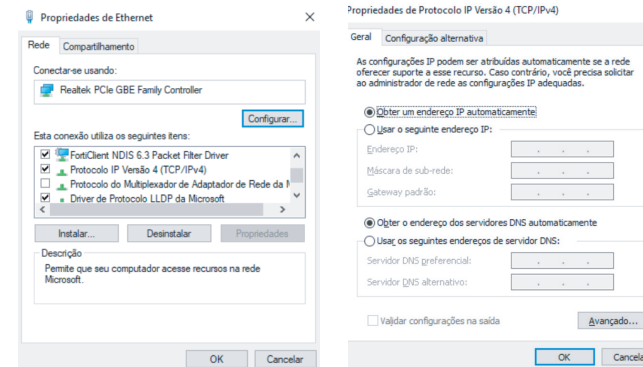 Propriedades de Ethernet
Rede
Compartilhamento
Conectar-se usando:
Realtek PCIe GBE Family Controller
Configurar...
Esta conexão utiliza os seguintes itens:
FortiClient NDIS 6.3 Packet Filter Driver
Protocolo IP Versão 4 (TCP/IPv4)
Protocolo do Multiplexador de Adaptador de Rede da
Driver de Protocolo LLDP da Microsoft
Instalar...
Desinstalar
Propriedades
Descrição
Permite que seu computador acesse recursos na rede
Microsoft.
OK
Cancelar
Propriedades de Protocolo IP Versão 4 (TCP/IPv4)
Geral
Configuração alternativa
As configurações IP podem ser atribuídas automaticamente se a rede
oferecer suporte a esse recurso. Caso contrário, você precisa solicitar
ao administrador de rede as configurações IP adequadas.
Obter um endereço IP automaticamente
Usar o seguinte endereço IP:
Endereço IP:
Máscara de sub-rede:
Gateway padrão:
Obter o endereço dos servidores DNS automaticamente
Usar os seguintes endereços de servidor DNS:
Servidor DNS preferencial:
Servidor DNS alternativo:
Validar configurações na saída
Avançado...
OK
Cancela